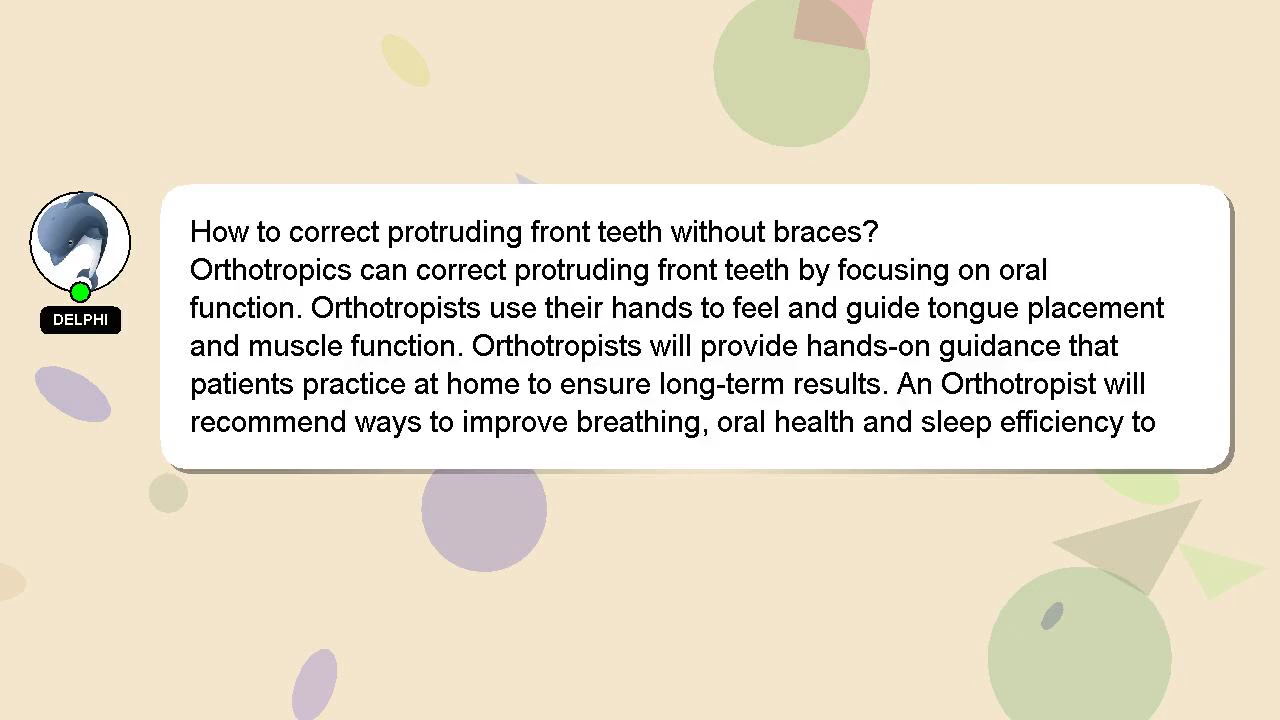 DELPHI
How to correct protruding front teeth without braces?
Orthotropics can correct protruding front teeth by focusing on oral
function. Orthotropists use their hands to feel and guide tongue placement
and muscle function. Orthotropists will provide hands-on guidance that
patients practice at home to ensure long-term results. An Orthotropist will
recommend ways to improve breathing, oral health and sleep efficiency to